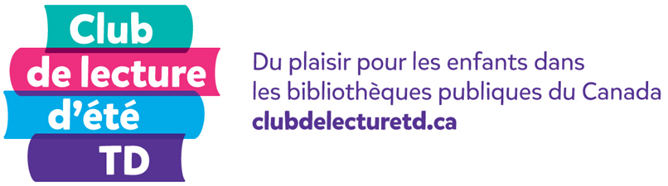 Club
de lecture
d'été
TD
Du plaisir pour les enfants dans
les bibliothèques publiques du Canada
clubdelecturetd.ca